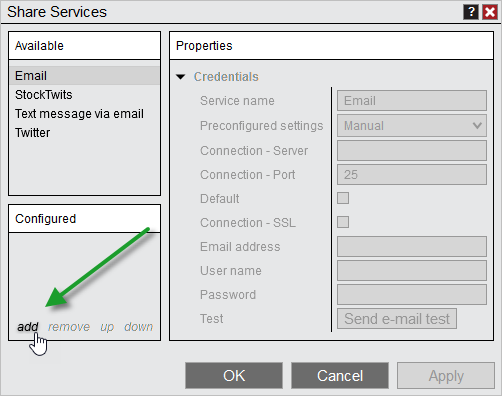 Share Services ? X
Available
Email
StockTwits
Text message via email
Twitter
Configured
add remove up down
Properties
Credentials
Service name Email
Preconfigured settings Manual
Connection - Server
Connection - Port 25
Default
Connection - SSL
Email address
User name
Password
Test Send e-mail test
OK Cancel Apply